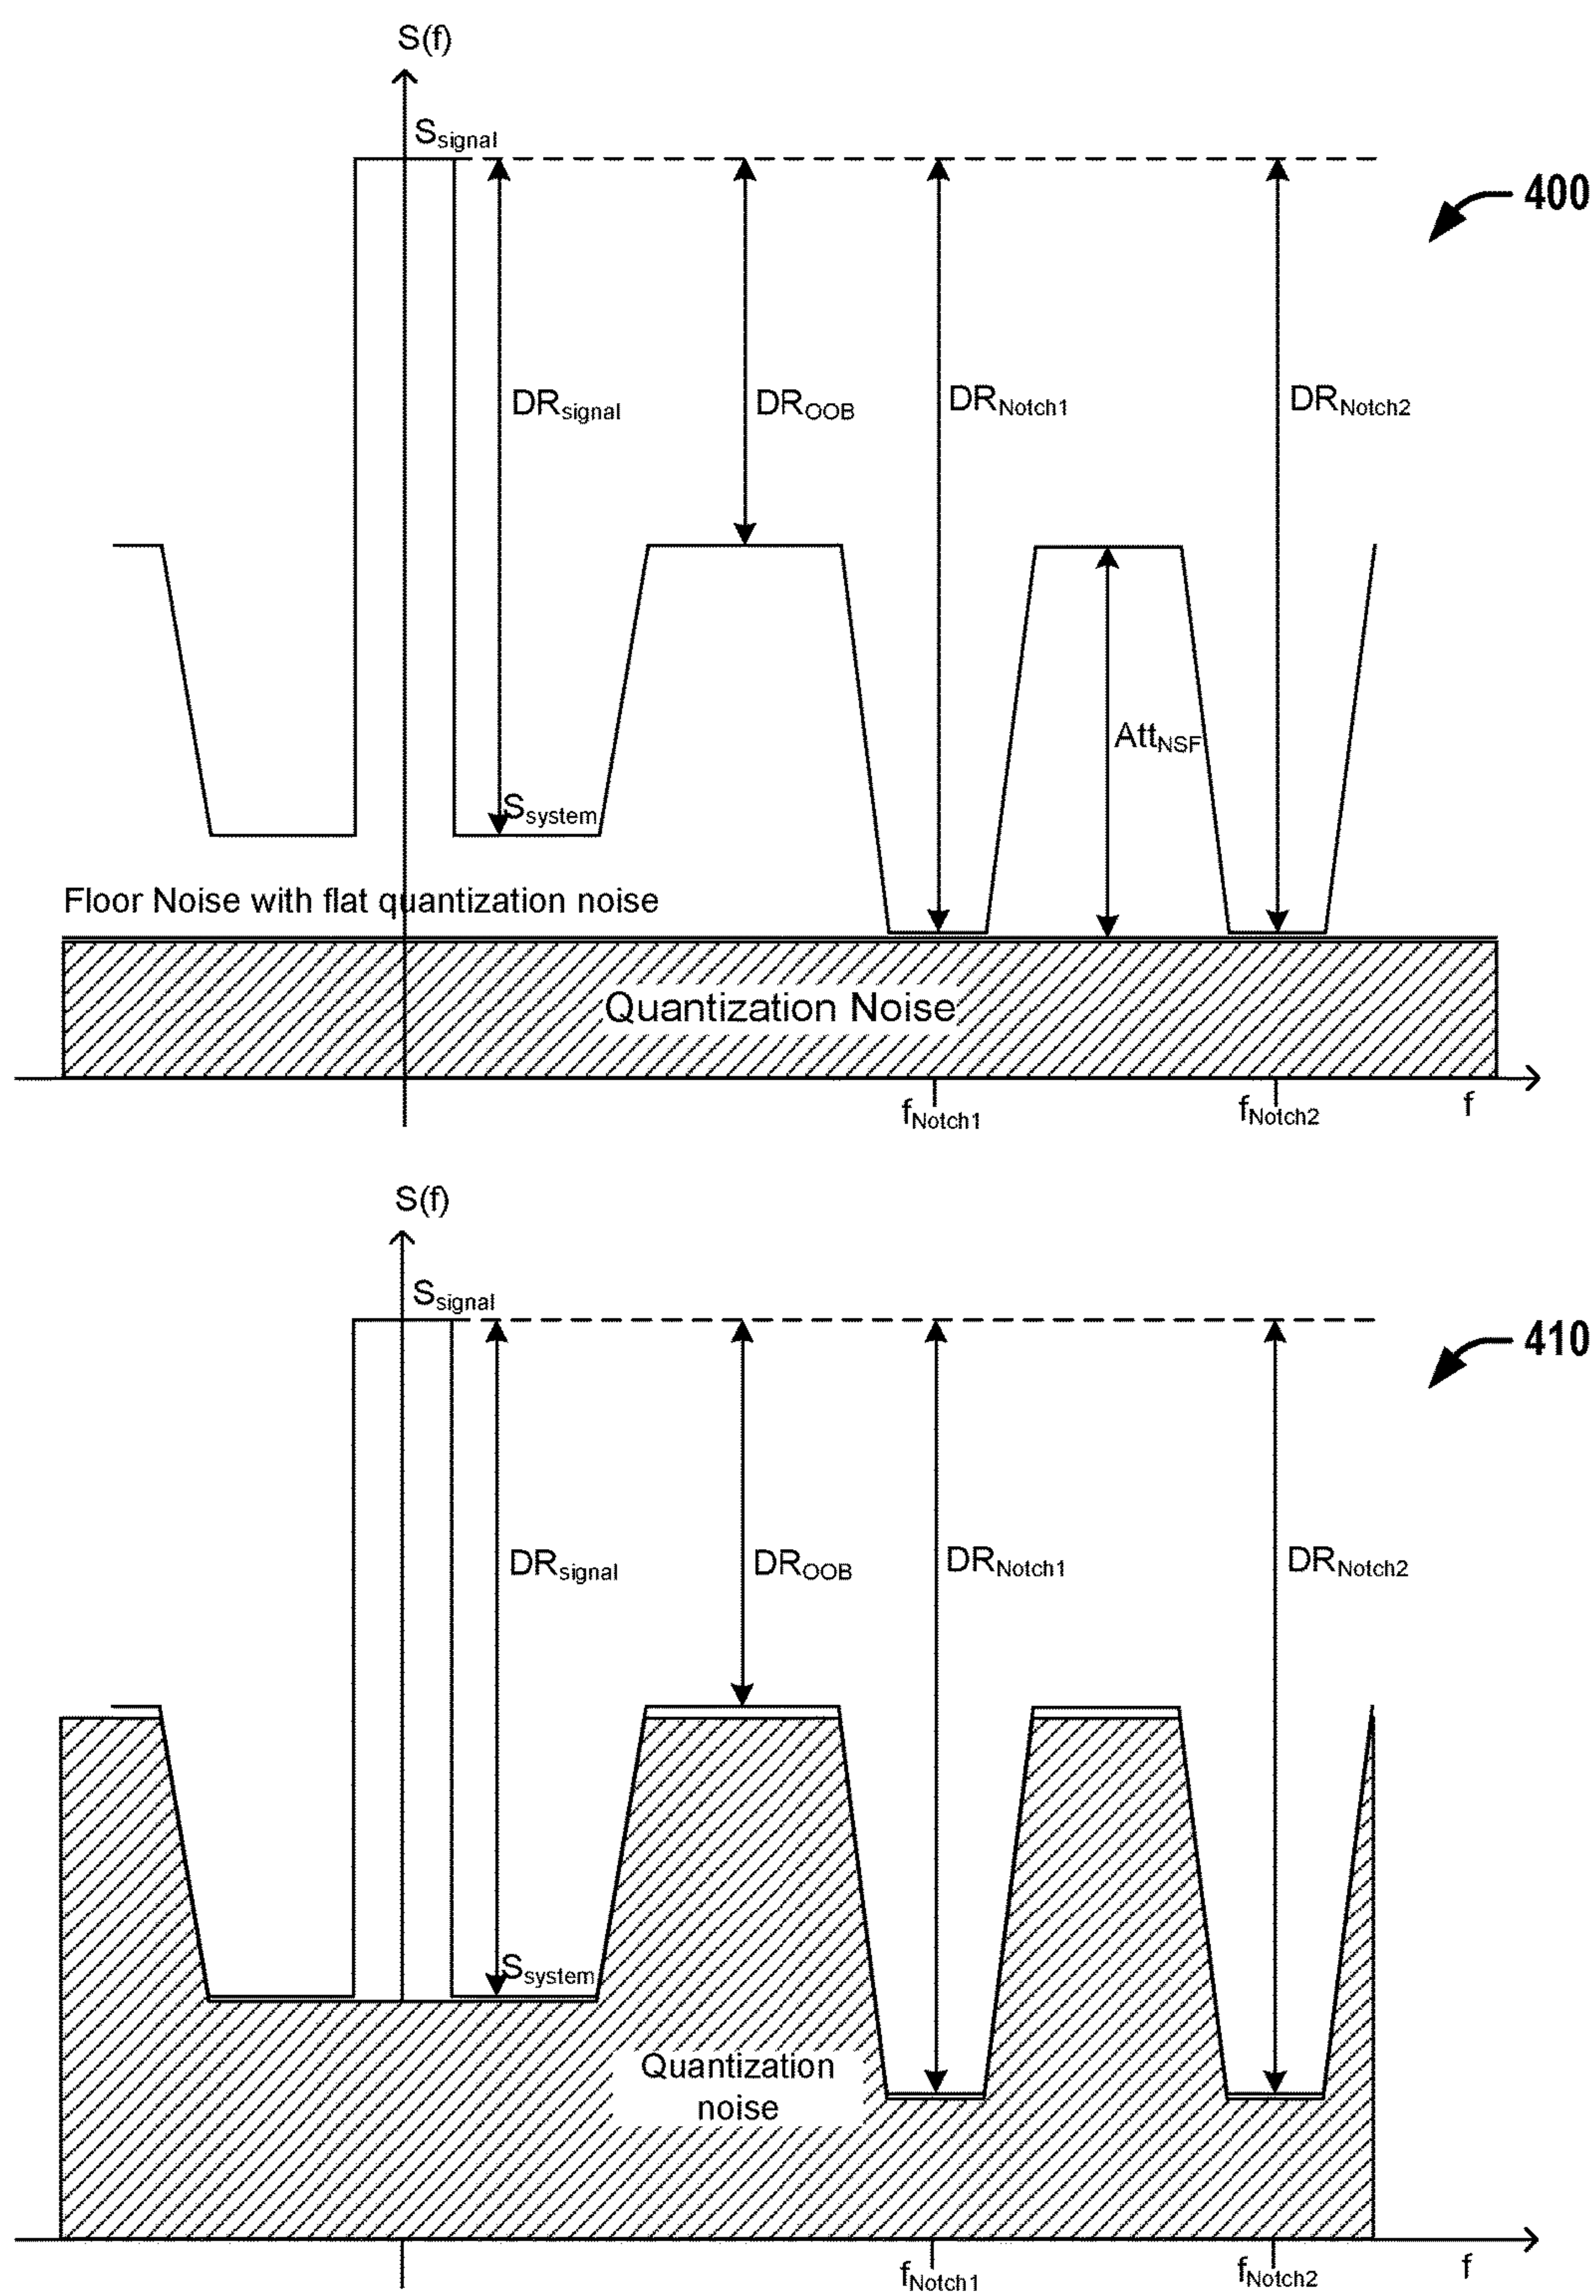 S(f)
Ssignal
400
DRsignal
DROOB
DRNotch1
DRNotch2
AttNSF
Ssystem
Floor Noise with flat quantization noise
Quantization Noise
fNotch1
fNotch2
f
S(f)
Ssignal
410
DRsignal
DROOB
DRNotch1
DRNotch2
Ssystem
Quantization
noise
fNotch1
fNotch2
f